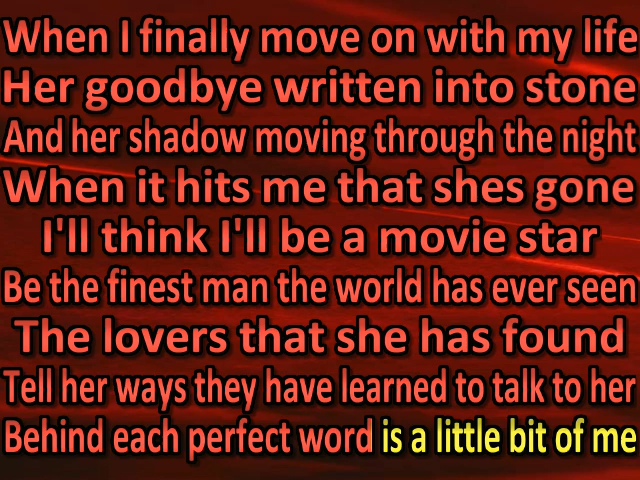 When I finally move on with my life
Her goodbye written into stone
And her shadow moving through the night
When it hits me that shes gone
I'll think I'll be a movie star
Be the finest man the world has ever seen
The lovers that she has found
Tell her ways they have learned to talk to her
Behind each perfect word is a little bit of me